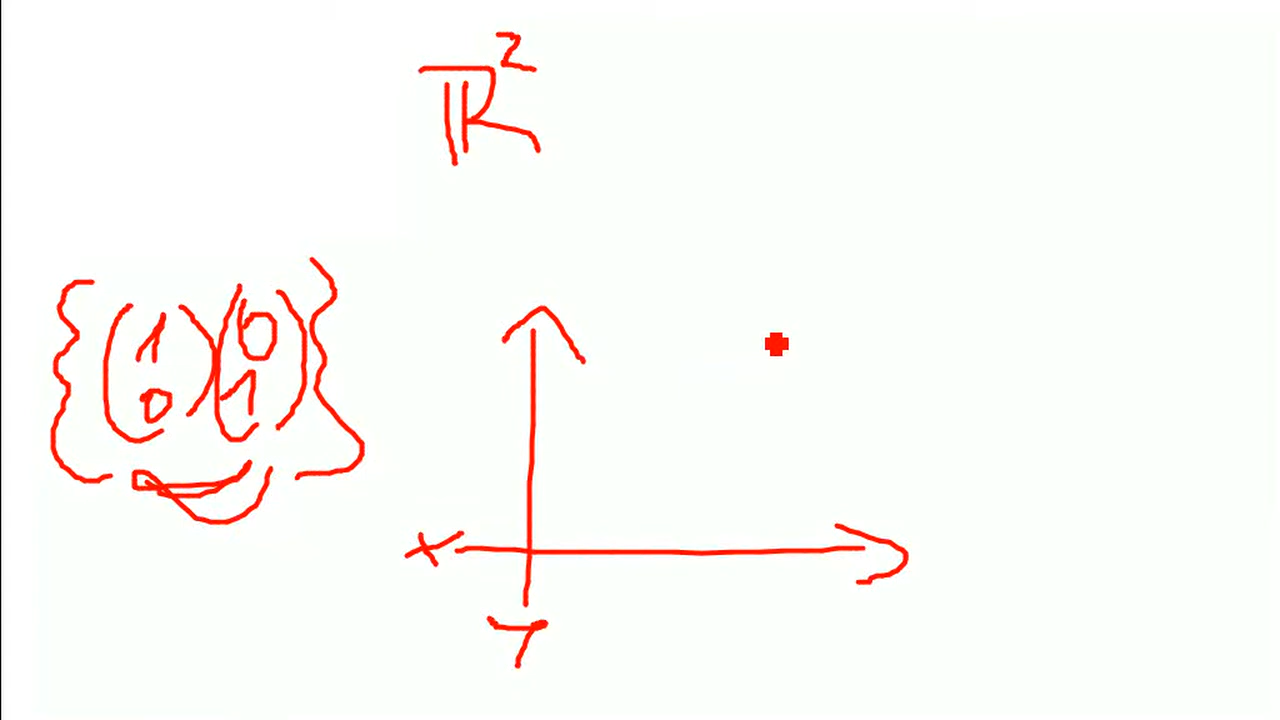 ℝ²
{(1 0)(0 1)}
x
y